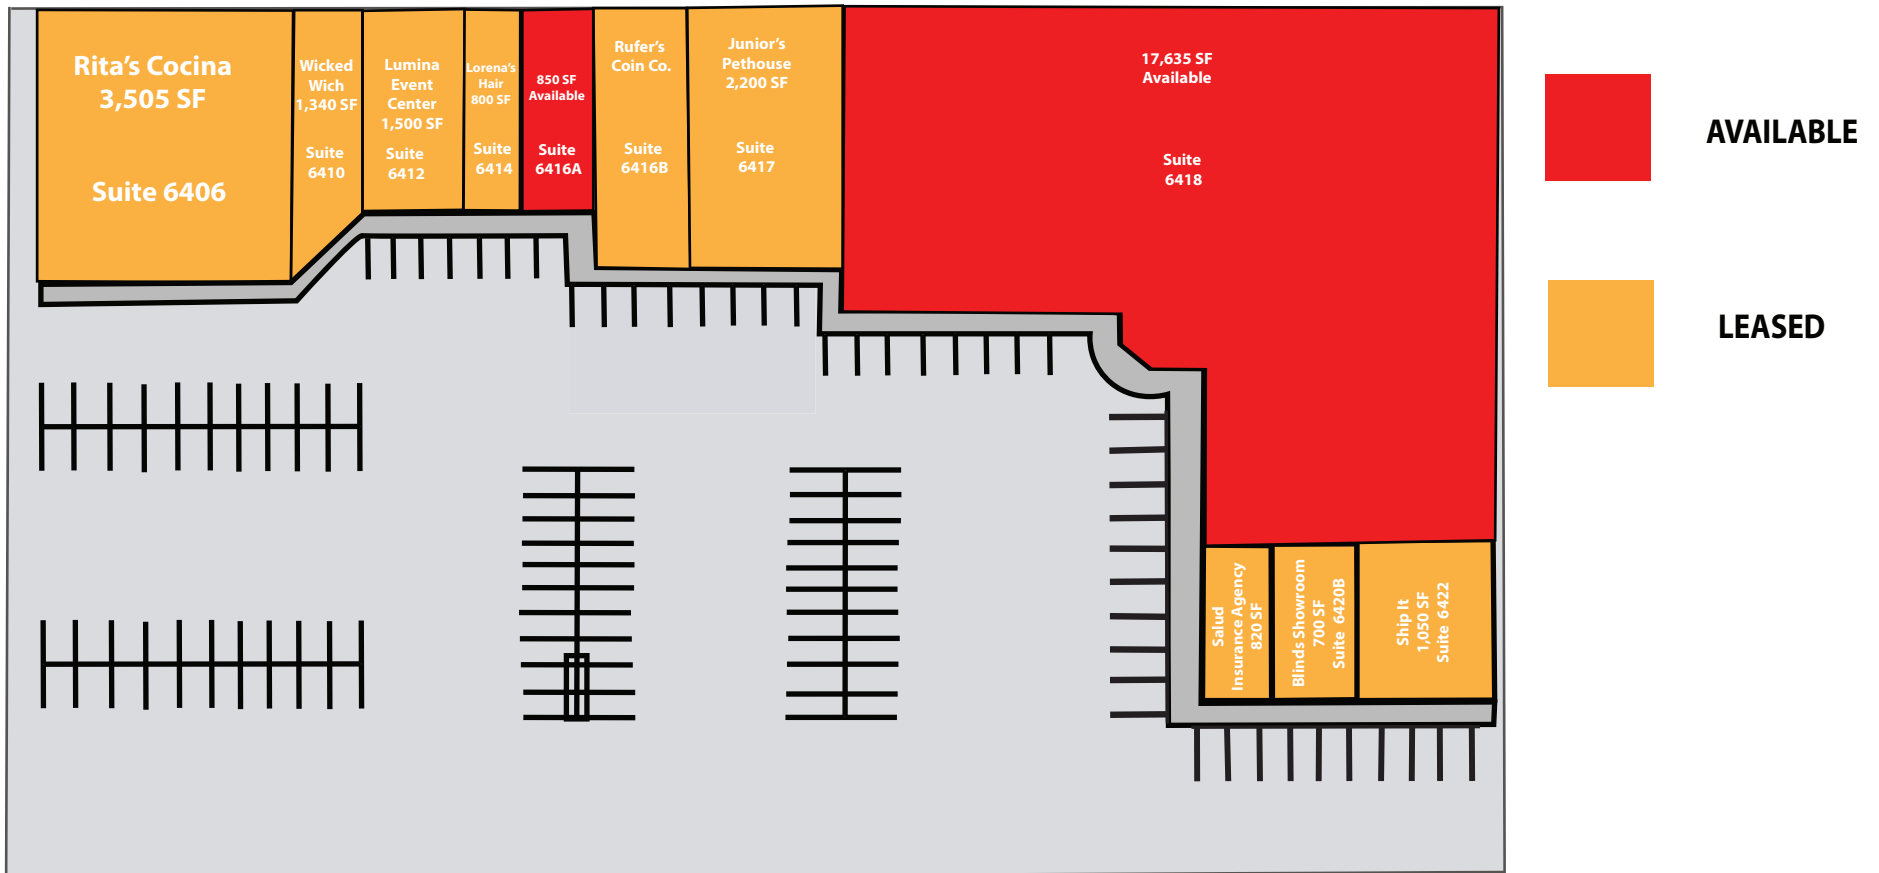 Rita's Cocina
3,505 SF
Suite 6406
Wicked
Wich
1,340 SF
Suite
6410
Lumina
Event
Center
1,500 SF
Suite
6412
Lorena's
Hair
800 SF
Suite
6414
850 SF
Available
Suite
6416A
Rufer's
Coin Co.
Suite
6416B
Junior's
Pethouse
2,200 SF
Suite
6417
17,635 SF
Available
Suite
6418
AVAILABLE
LEASED
Salud
Insurance Agency
820 SF
Blinds Showroom
700 SF
Suite 6420B
Ship It
1,050 SF
Suite 6422